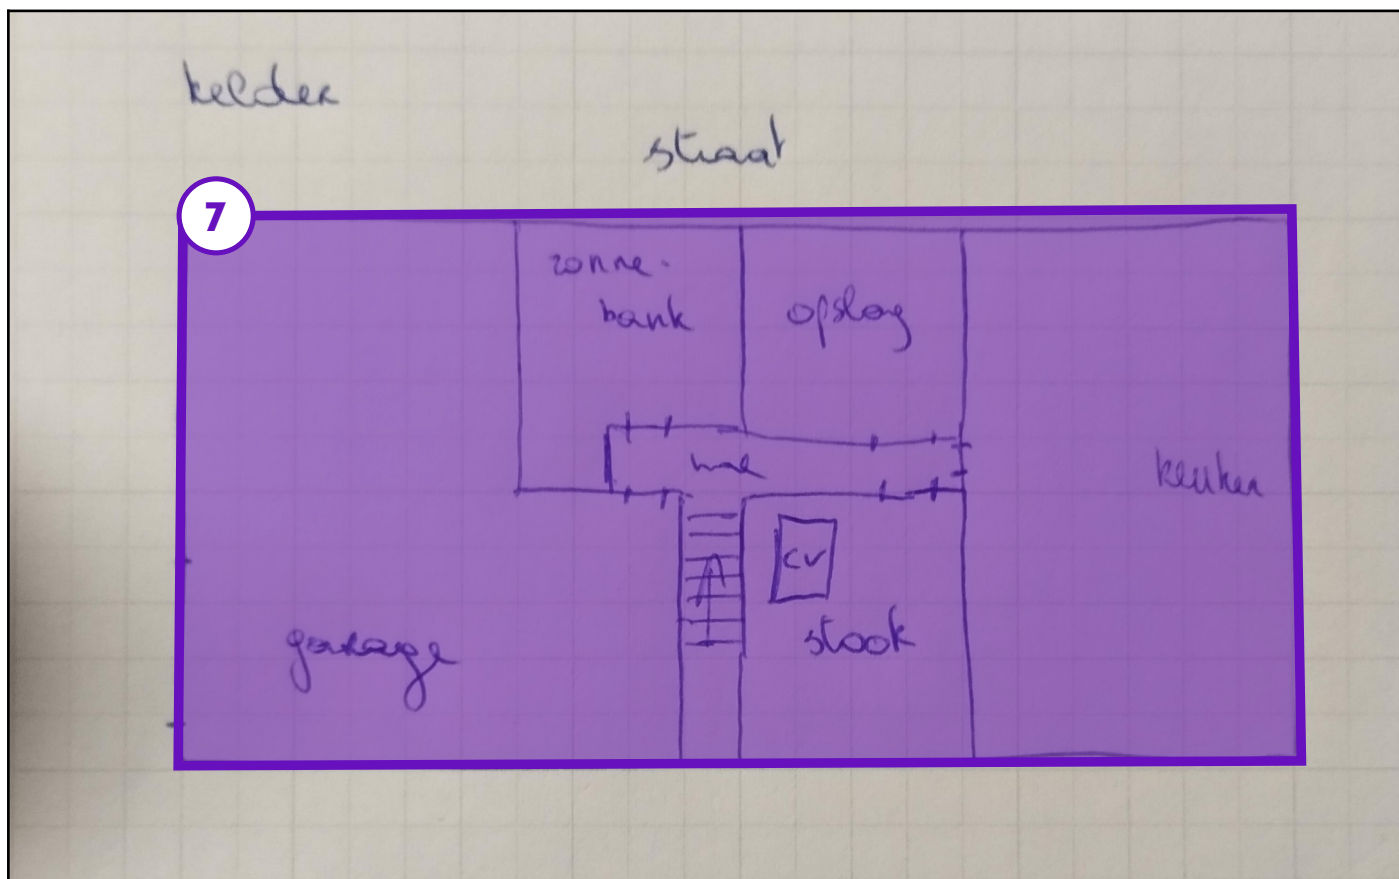 kelder
straat
7
zonne-
bank
opslag
hal
keuken
CV
stook
garage